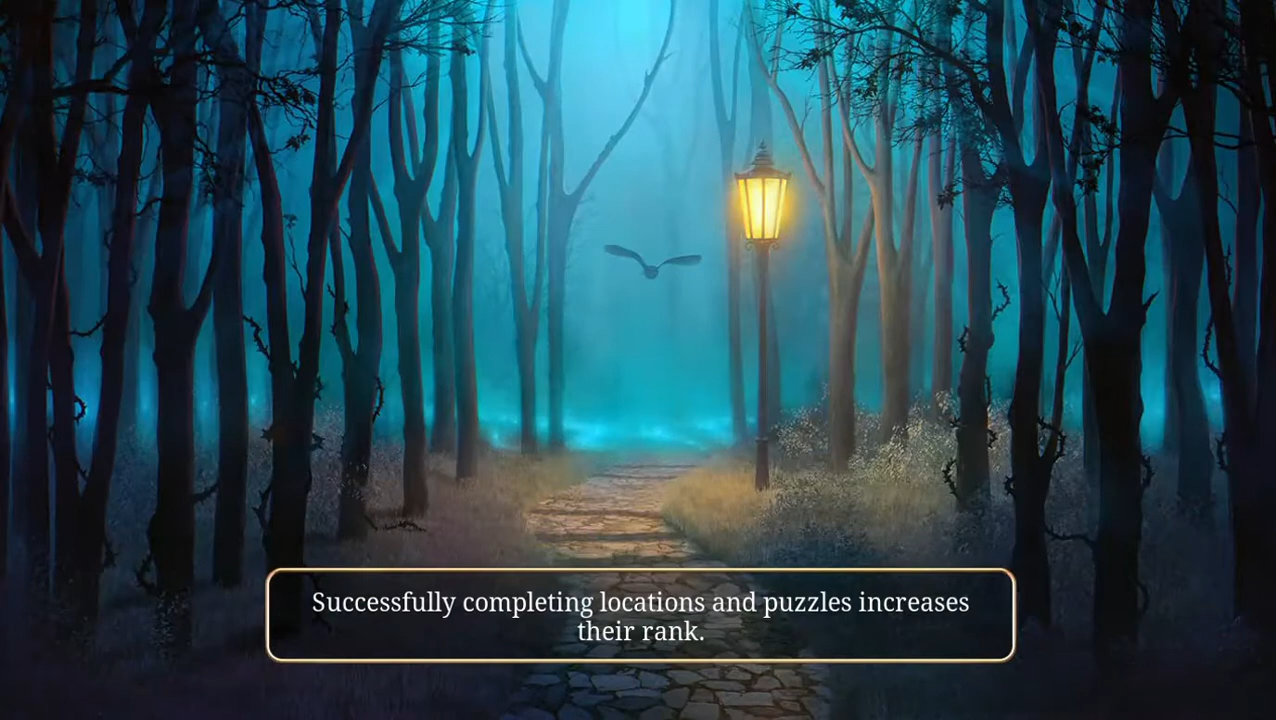 Successfully completing locations and puzzles increases
their rank.